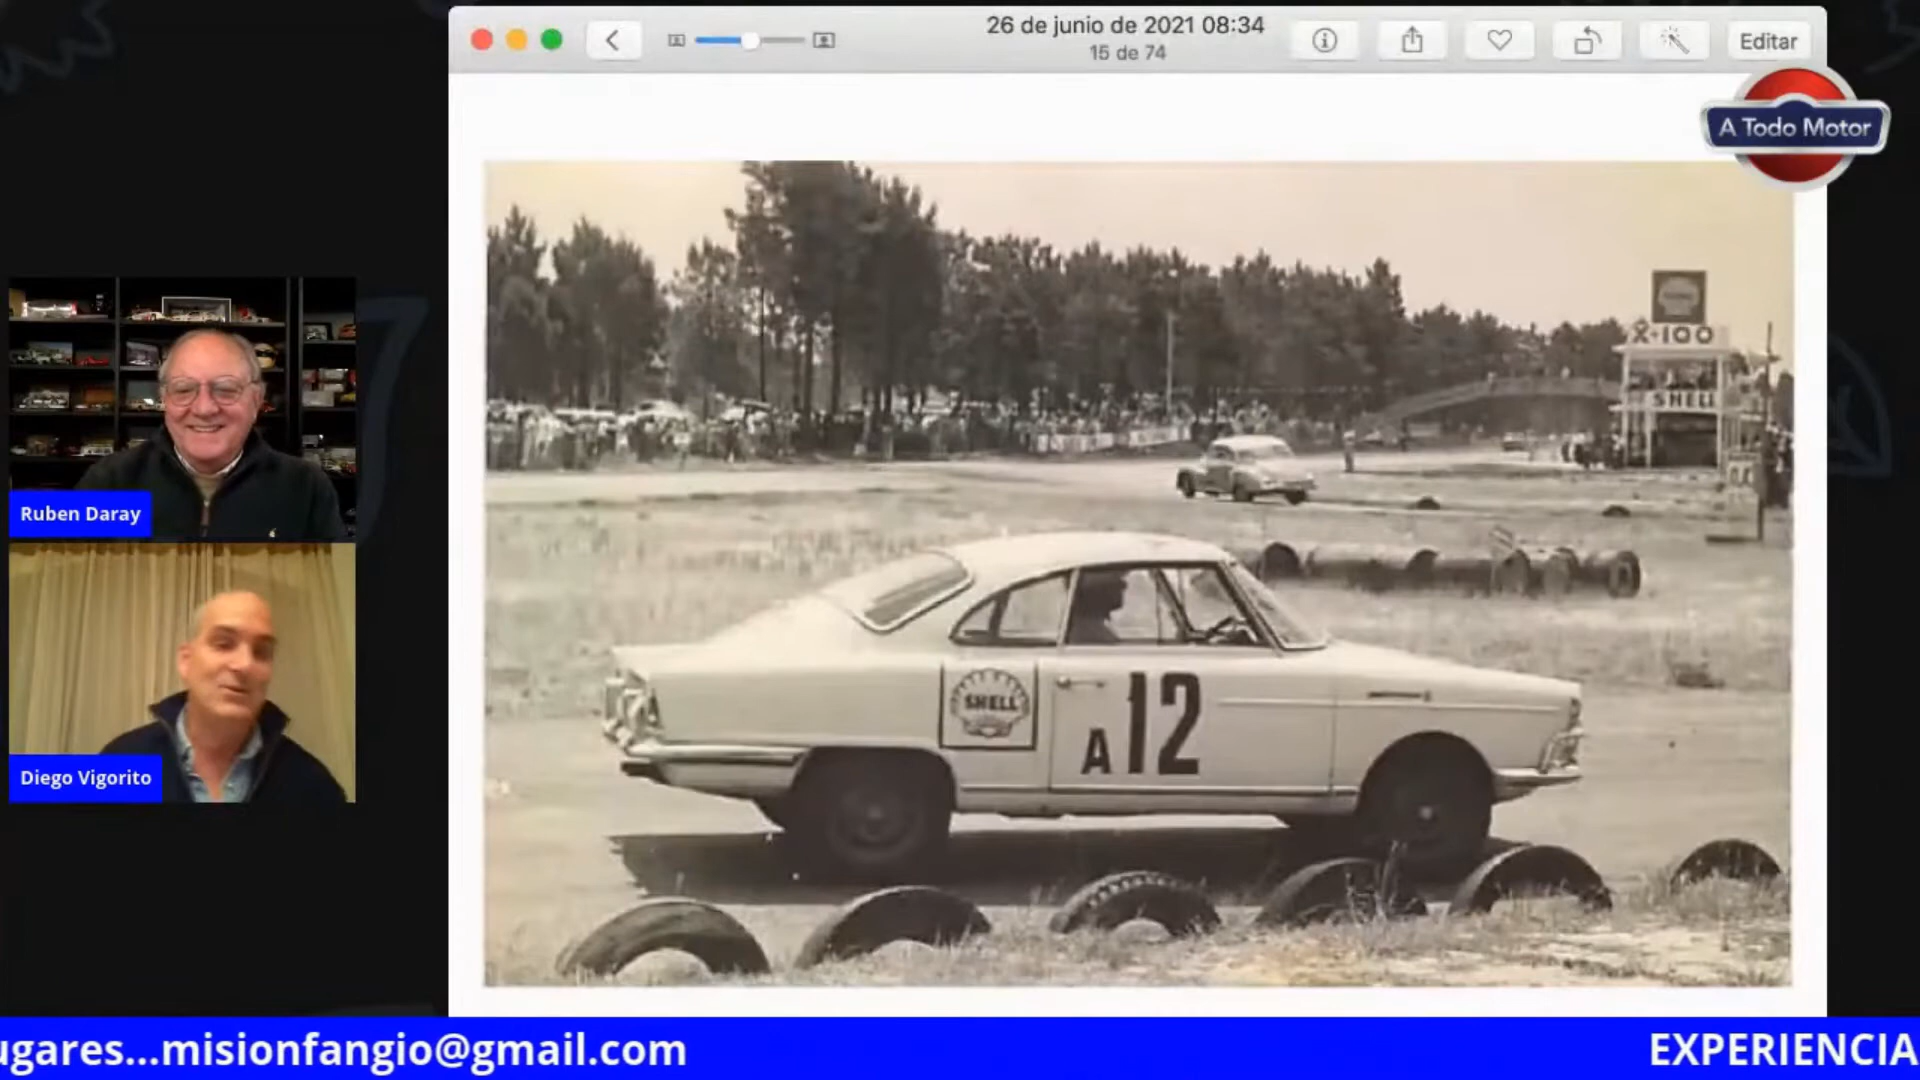 26 de junio de 2021 08:34
15 de 74
Editar
A Todo Motor
X-100
SHELL
Ruben Daray
SHELL
A 12
Diego Vigorito
ugares...misionfangio@gmail.com
EXPERIENCIA